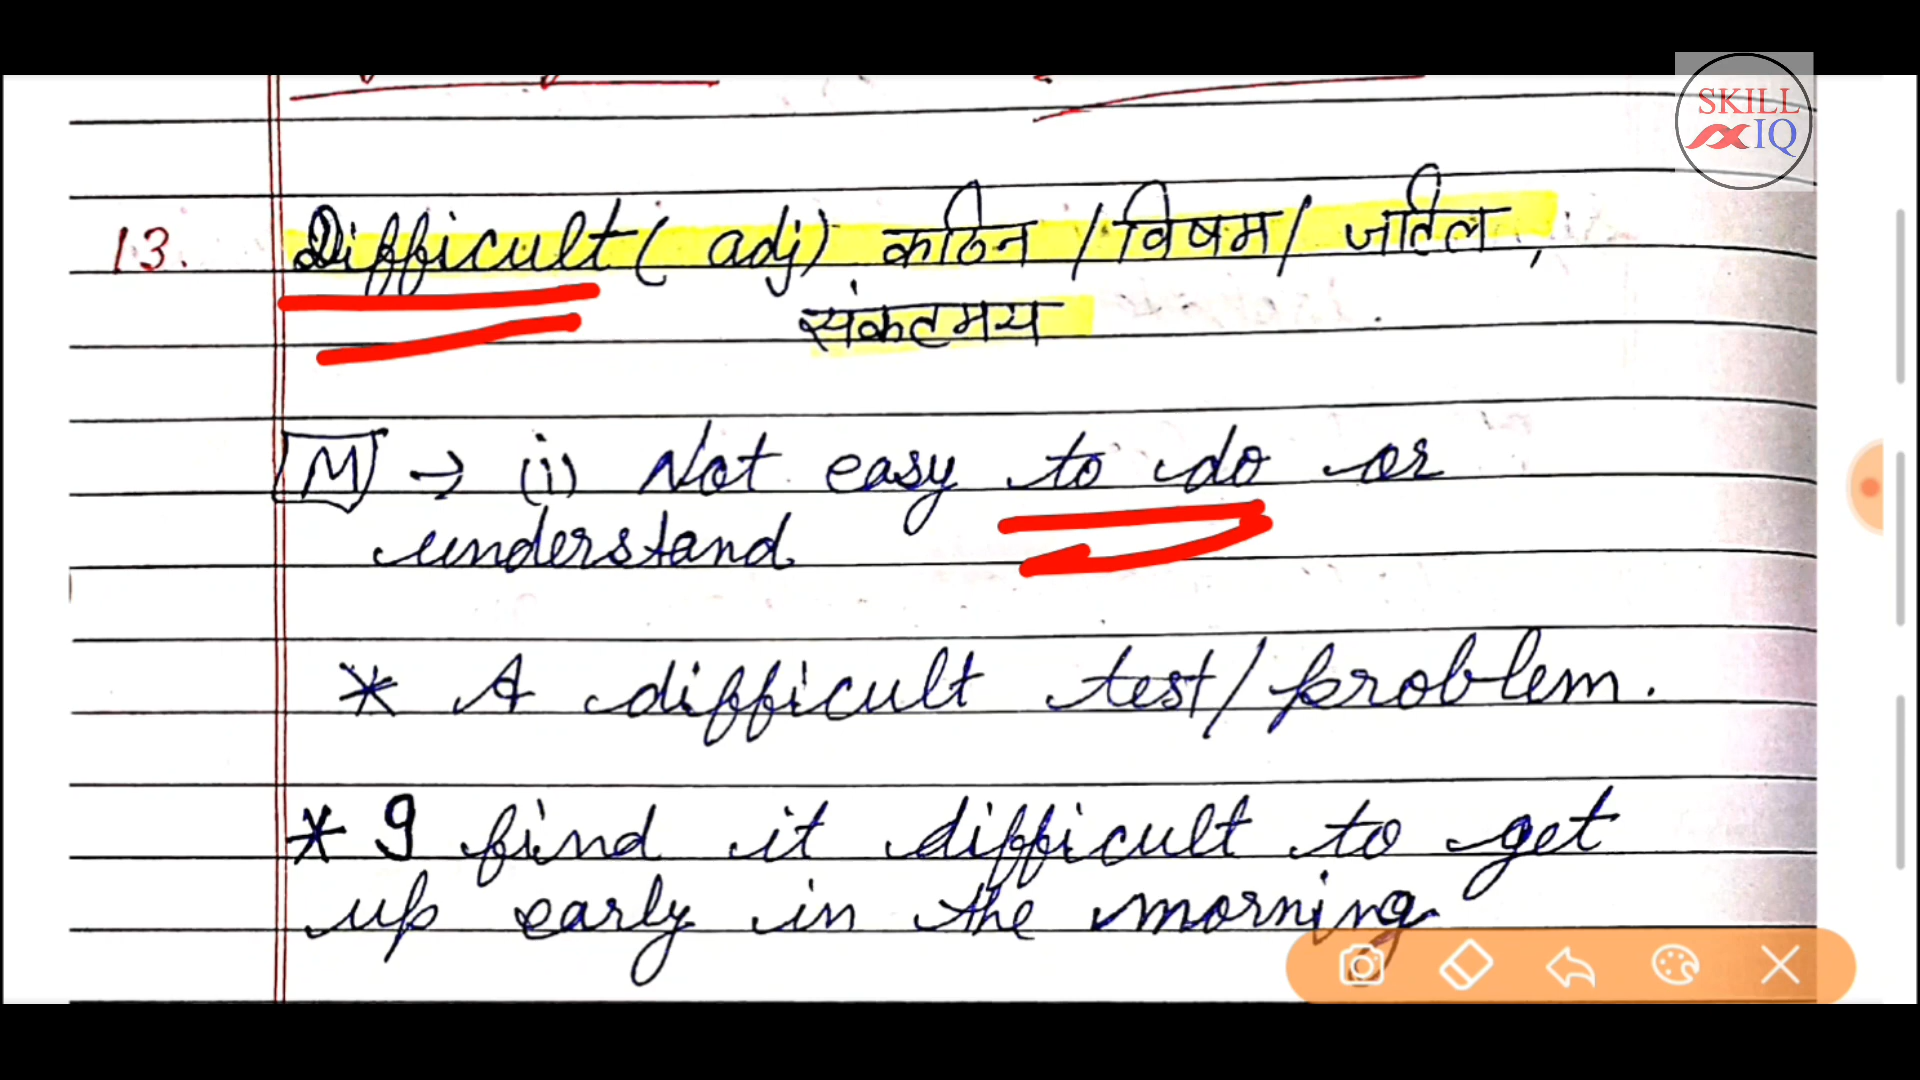 SKILL
IQ
13. Difficult ( adj) कठिन / विषम / जटिल,
संकटमय
M → (i) Not easy to do or
understand
* A difficult test/problem.
* I find it difficult to get
up early in the morning